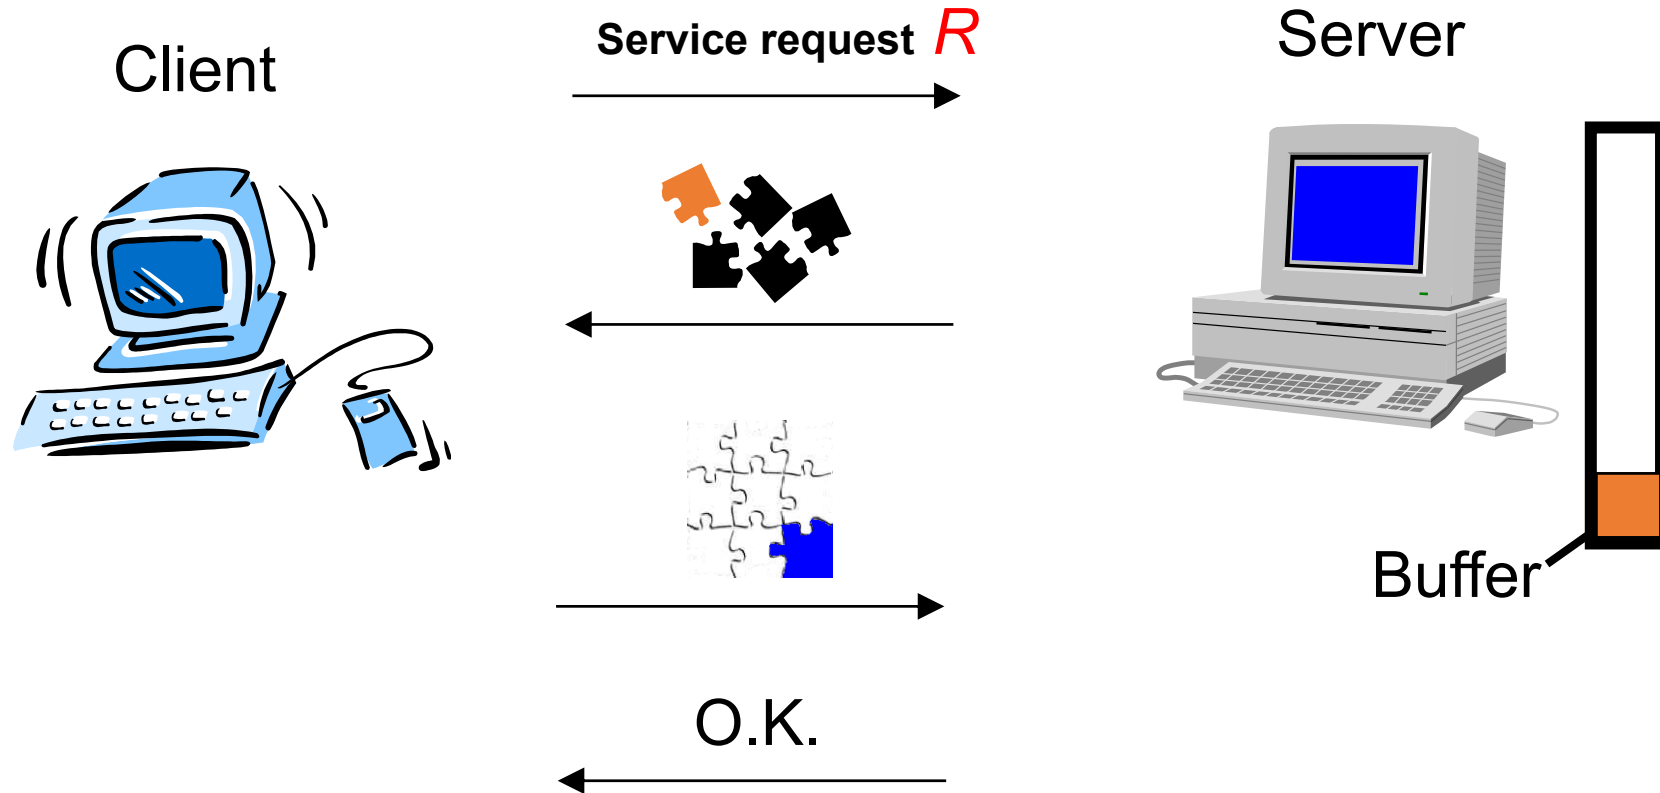 Client
Service request R
Server
Buffer
O.K.